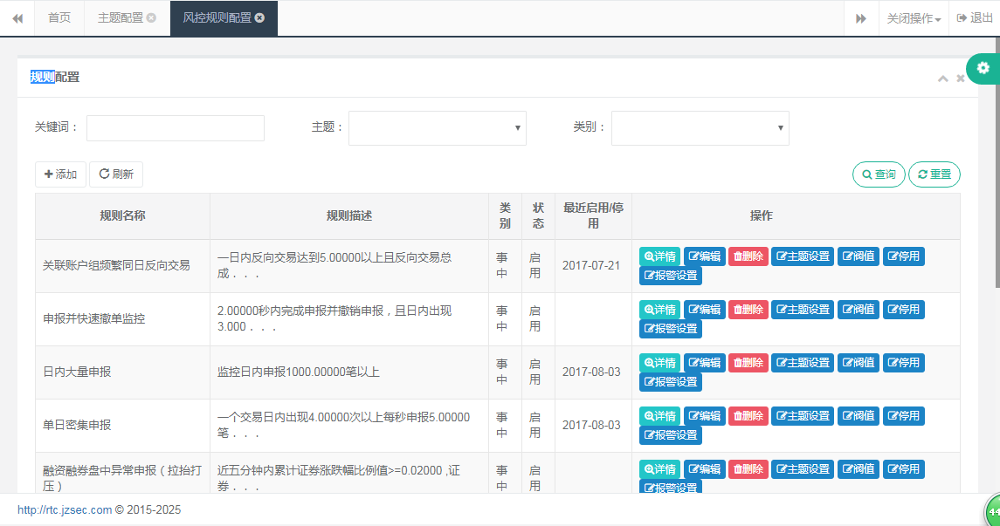 首页 主题配置 风控规则配置 关闭操作 退出
规则配置
关键词： 主题： 类别：
添加 刷新 查询 重置
规则名称 规则描述 类别 状态 最近启用/停用 操作
关联账户组频繁同日反向交易 一日内反向交易达到5.00000以上且反向交易总成．．． 事中 启用 2017-07-21 详情 编辑 删除 主题设置 阀值 停用
报警设置
申报并快速撤单监控 2.00000秒内完成申报并撤销申报，且日内出现3.000．．． 事中 启用 详情 编辑 删除 主题设置 阀值 停用
报警设置
日内大量申报 监控日内申报1000.00000笔以上 事中 启用 2017-08-03 详情 编辑 删除 主题设置 阀值 停用
报警设置
单日密集申报 一个交易日内出现4.00000次以上每秒申报5.00000笔．．． 事中 启用 2017-08-03 详情 编辑 删除 主题设置 阀值 停用
报警设置
融资融券盘中异常申报（拉抬打压） 近五分钟内累计证券涨跌幅比例值>=0.02000 ,证券．．． 事中 启用 详情 编辑 删除 主题设置 阀值 停用
报警设置
http://rtc.jzsec.com © 2015-2025
44